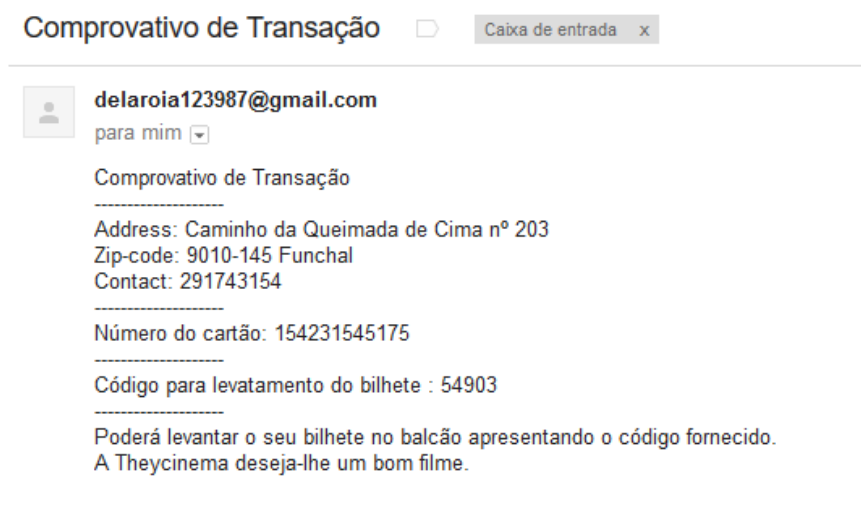 Comprovativo de Transação
Caixa de entrada x
delaroia123987@gmail.com
para mim
Comprovativo de Transação
--------------------
Address: Caminho da Queimada de Cima nº 203
Zip-code: 9010-145 Funchal
Contact: 291743154
--------------------
Número do cartão: 154231545175
--------------------
Código para levatamento do bilhete : 54903
--------------------
Poderá levantar o seu bilhete no balcão apresentando o código fornecido.
A Theycinema deseja-lhe um bom filme.